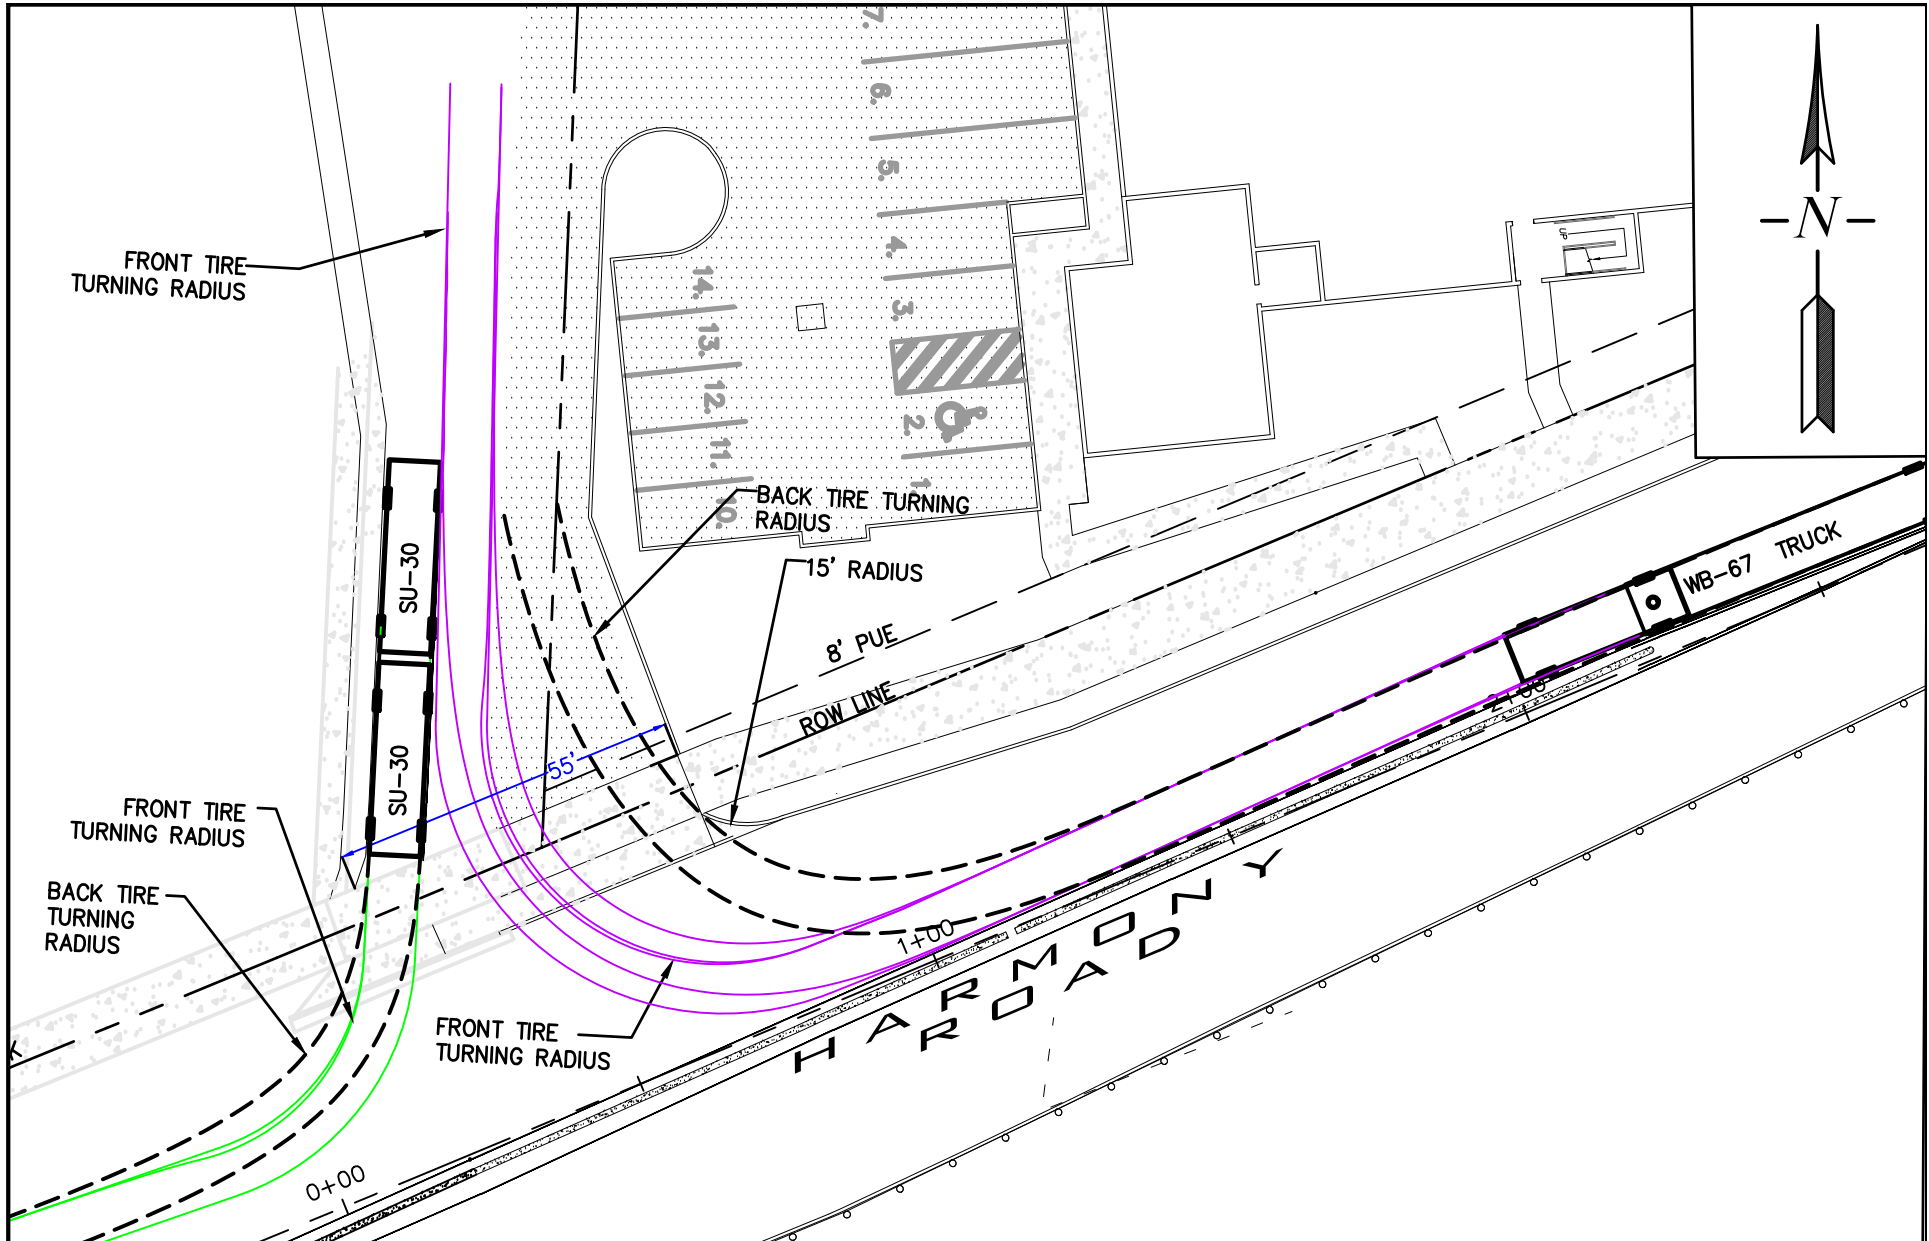 7.
6.
5.
4.
3.
2.
1.
14.
13.
12.
11.
10.
N
FRONT TIRE
TURNING RADIUS
BACK TIRE TURNING
RADIUS
15' RADIUS
SU-30
SU-30
8' PUE
ROW LINE
55'
WB-67 TRUCK
2+00
FRONT TIRE
TURNING RADIUS
BACK TIRE
TURNING
RADIUS
1+00
HARMONY
ROAD
FRONT TIRE
TURNING RADIUS
0+00